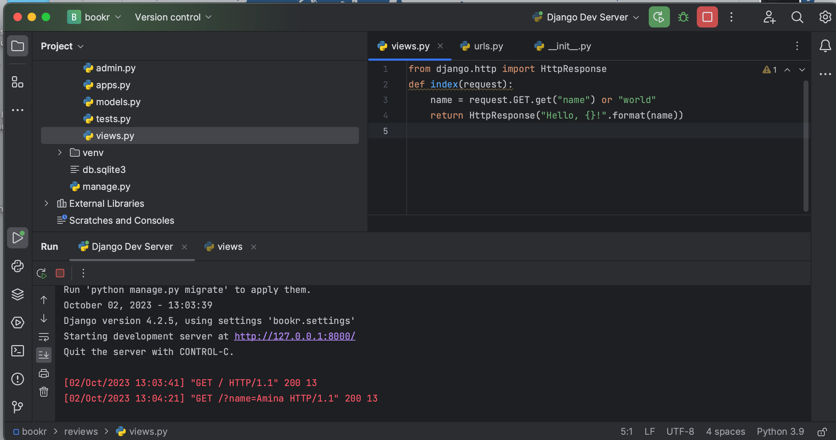 B bookr Version control Django Dev Server
Project views.py urls.py __init__.py
admin.py
apps.py
models.py
tests.py
views.py
venv
db.sqlite3
manage.py
External Libraries
Scratches and Consoles
1 from django.http import HttpResponse 1
2 def index(request):
3 name = request.GET.get("name") or "world"
4 return HttpResponse("Hello, {}!".format(name))
5
Run Django Dev Server views
Run 'python manage.py migrate' to apply them.
October 02, 2023 - 13:03:39
Django version 4.2.5, using settings 'bookr.settings'
Starting development server at http://127.0.0.1:8000/
Quit the server with CONTROL-C.
[02/Oct/2023 13:03:41] "GET / HTTP/1.1" 200 13
[02/Oct/2023 13:04:21] "GET /?name=Amina HTTP/1.1" 200 13
bookr > reviews > views.py 5:1 LF UTF-8 4 spaces Python 3.9